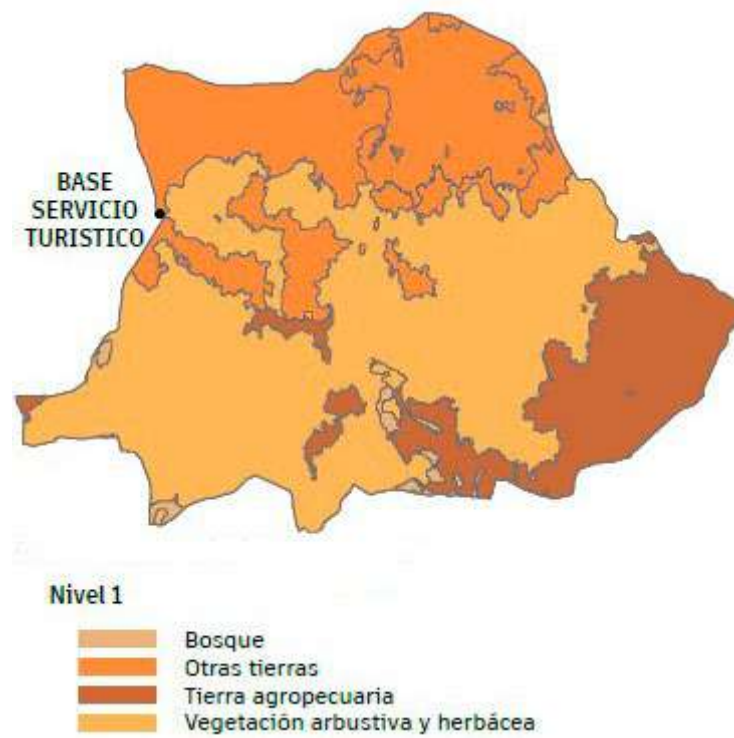 BASE
SERVICIO
TURISTICO
Nivel 1
Bosque
Otras tierras
Tierra agropecuaria
Vegetación arbustiva y herbácea